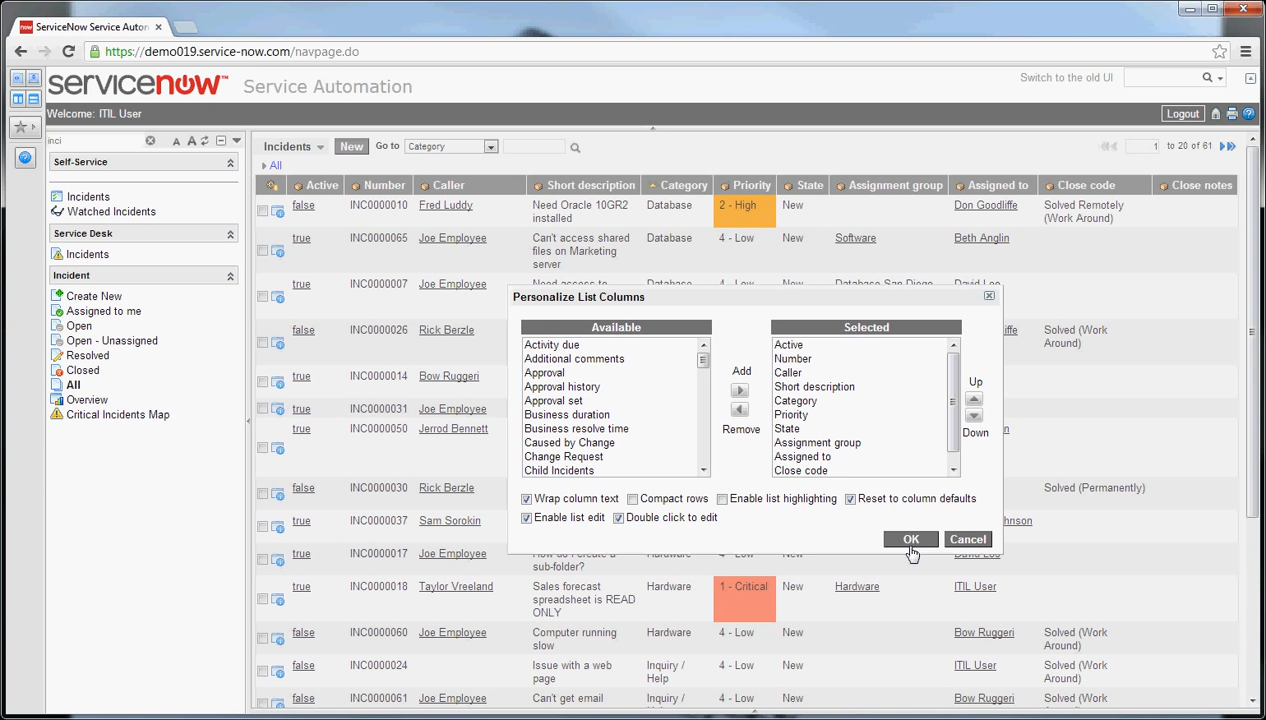 ServiceNow Service Autom
https://demo019.service-now.com/navpage.do
servicenow™ Service Automation
Switch to the old UI
Welcome: ITIL User
Logout
inci
A A
Self-Service
Incidents
Watched Incidents
Service Desk
Incidents
Incident
Create New
Assigned to me
Open
Open - Unassigned
Resolved
Closed
All
Overview
Critical Incidents Map
Incidents New Go to Category
1 to 20 of 61
All
Active Number Caller Short description Category Priority State Assignment group Assigned to Close code Close notes
false INC0000010 Fred Luddy Need Oracle 10GR2 Database 2 - High New Don Goodliffe Solved Remotely
installed (Work Around)
true INC0000065 Joe Employee Can't access shared Database 4 - Low New Software Beth Anglin
files on Marketing
server
true INC0000007 Joe Employee Need access to Database 4 - Low New Database San Diego David Loo
false INC0000026 Rick Berzle Solved (Work
Around)
true INC0000014 Bow Ruggeri
true INC0000031 Joe Employee
true INC0000050 Jerrod Bennett
false INC0000030 Rick Berzle Solved (Permanently)
true INC0000037 Sam Sorokin
true INC0000017 Joe Employee How do I create a
sub-folder?
true INC0000018 Taylor Vreeland Sales forecast Hardware 1 - Critical New Hardware ITIL User
spreadsheet is READ
ONLY
false INC0000060 Joe Employee Computer running Hardware 4 - Low New Bow Ruggeri Solved (Work
slow Around)
false INC0000024 Issue with a web Inquiry / 4 - Low New ITIL User Solved (Work
page Help Around)
false INC0000061 Joe Employee Can't get email Inquiry / 4 - Low New Bow Ruggeri Solved (Work
Personalize List Columns
Available
Activity due
Additional comments
Approval
Approval history
Approval set
Business duration
Business resolve time
Caused by Change
Change Request
Child Incidents
Add
Remove
Selected
Active
Number
Caller
Short description
Category
Priority
State
Assignment group
Assigned to
Close code
Up
Down
Wrap column text Compact rows Enable list highlighting Reset to column defaults
Enable list edit Double click to edit
OK Cancel